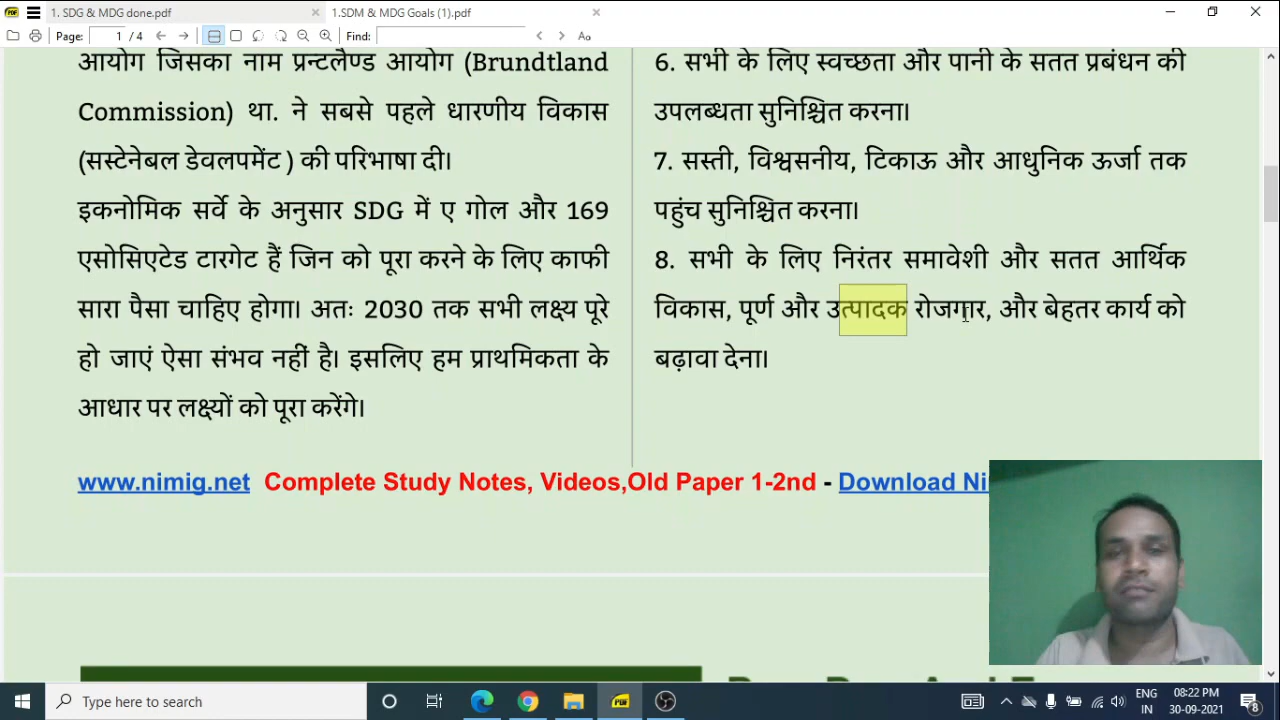 1. SDG & MDG done.pdf
1.SDM & MDG Goals (1).pdf
Page: 1 / 4
Find:
Aa
आयोग जिसका नाम प्रन्टलैण्ड आयोग (Brundtland
Commission) था. ने सबसे पहले धारणीय विकास
(सस्टेनेबल डेवलपमेंट ) की परिभाषा दी।
इकनोमिक सर्वे के अनुसार SDG में ए गोल और 169
एसोसिएटेड टारगेट हैं जिन को पूरा करने के लिए काफी
सारा पैसा चाहिए होगा। अतः 2030 तक सभी लक्ष्य पूरे
हो जाएं ऐसा संभव नहीं है। इसलिए हम प्राथमिकता के
आधार पर लक्ष्यों को पूरा करेंगे।
6. सभी के लिए स्वच्छता और पानी के सतत प्रबंधन की
उपलब्धता सुनिश्चित करना।
7. सस्ती, विश्वसनीय, टिकाऊ और आधुनिक ऊर्जा तक
पहुंच सुनिश्चित करना।
8. सभी के लिए निरंतर समावेशी और सतत आर्थिक
विकास, पूर्ण और उत्पादक रोजगार, और बेहतर कार्य को
बढ़ावा देना।
www.nimig.net Complete Study Notes, Videos,Old Paper 1-2nd - Download Ni
Type here to search
ENG
IN
08:22 PM
30-09-2021
8